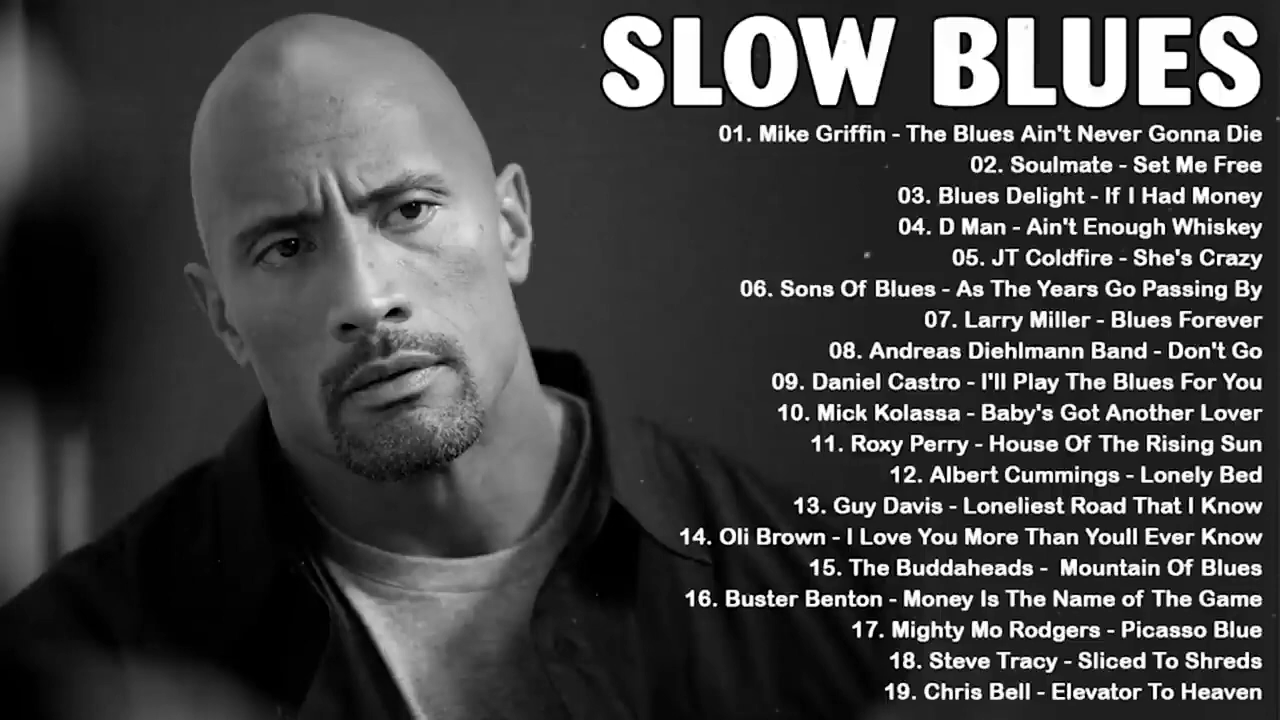 SLOW BLUES
01. Mike Griffin - The Blues Ain't Never Gonna Die
02. Soulmate - Set Me Free
03. Blues Delight - If I Had Money
04. D Man - Ain't Enough Whiskey
05. JT Coldfire - She's Crazy
06. Sons Of Blues - As The Years Go Passing By
07. Larry Miller - Blues Forever
08. Andreas Diehlmann Band - Don't Go
09. Daniel Castro - I'll Play The Blues For You
10. Mick Kolassa - Baby's Got Another Lover
11. Roxy Perry - House Of The Rising Sun
12. Albert Cummings - Lonely Bed
13. Guy Davis - Loneliest Road That I Know
14. Oli Brown - I Love You More Than Youll Ever Know
15. The Buddaheads -  Mountain Of Blues
16. Buster Benton - Money Is The Name of The Game
17. Mighty Mo Rodgers - Picasso Blue
18. Steve Tracy - Sliced To Shreds
19. Chris Bell - Elevator To Heaven